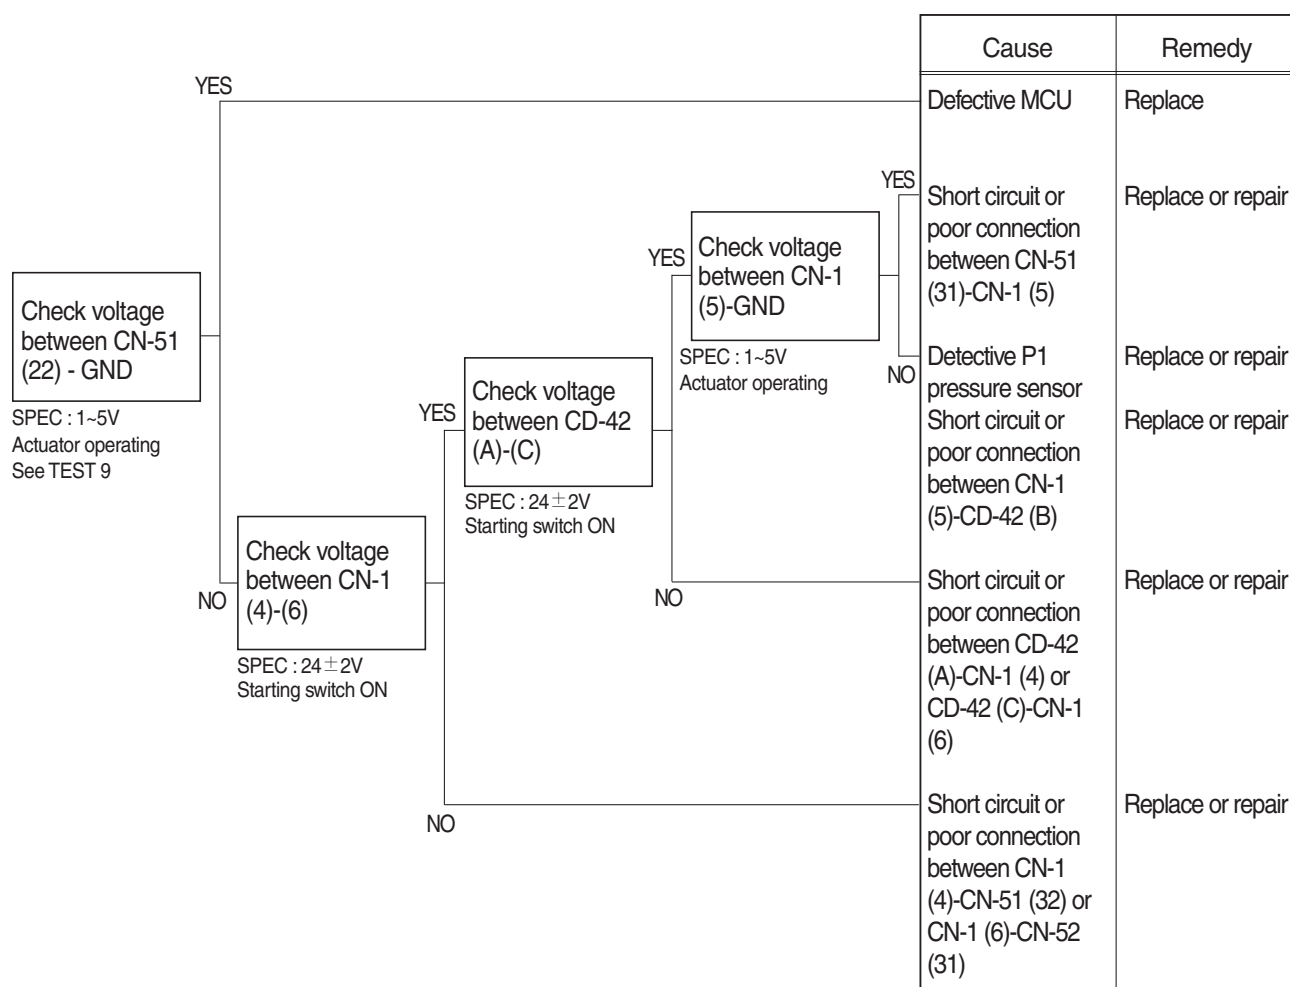 Cause
Remedy
YES
Defective MCU
Replace
YES
Short circuit or
poor connection
between CN-51
(31)-CN-1 (5)
Replace or repair
YES
Check voltage
between CN-1
(5)-GND
SPEC : 1~5V
Actuator operating
NO
Detective P1
pressure sensor
Replace or repair
Short circuit or
poor connection
between CN-1
(5)-CD-42 (B)
Replace or repair
Check voltage
between CN-51
(22) - GND
SPEC : 1~5V
Actuator operating
See TEST 9
YES
Check voltage
between CD-42
(A)-(C)
SPEC : 24±2V
Starting switch ON
NO
Short circuit or
poor connection
between CD-42
(A)-CN-1 (4) or
CD-42 (C)-CN-1
(6)
Replace or repair
NO
Check voltage
between CN-1
(4)-(6)
SPEC : 24±2V
Starting switch ON
NO
Short circuit or
poor connection
between CN-1
(4)-CN-51 (32) or
CN-1 (6)-CN-52
(31)
Replace or repair